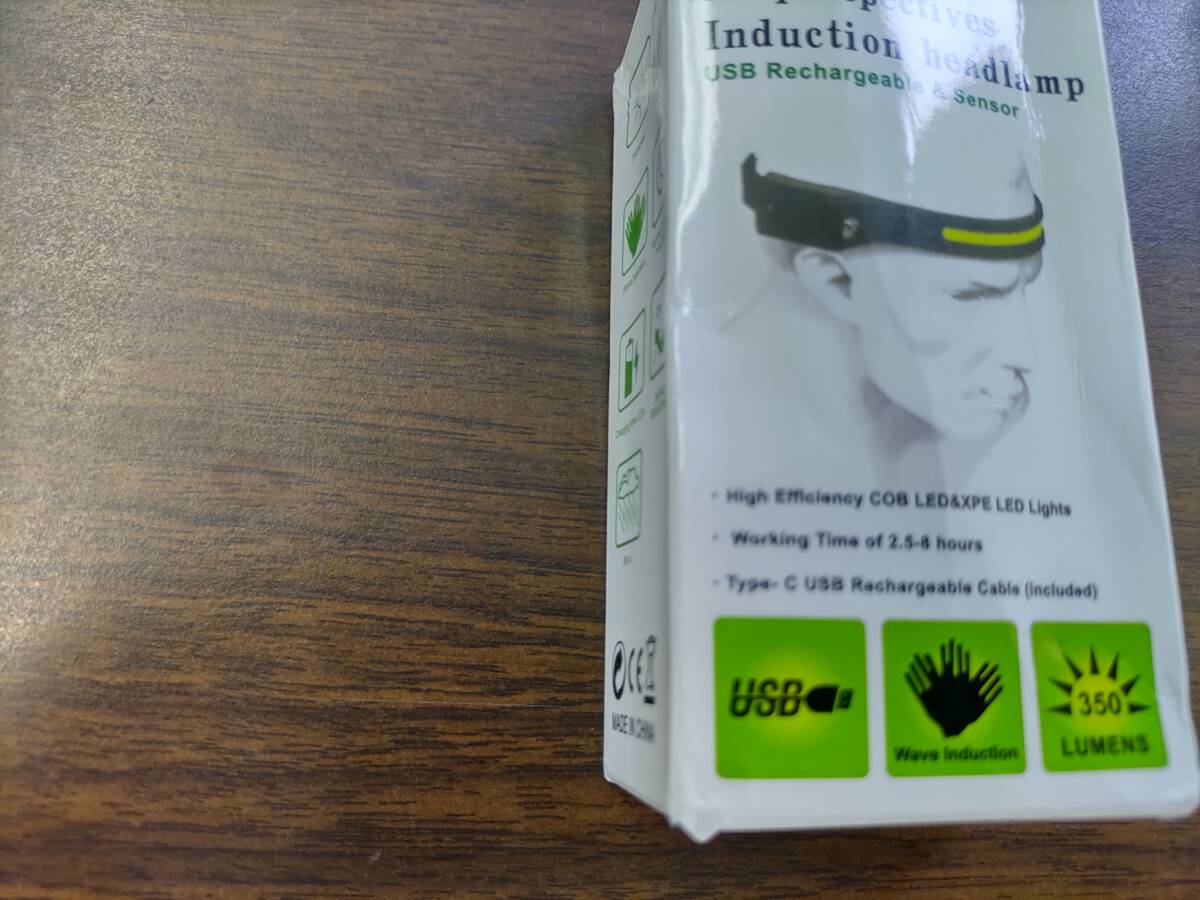 Induction headlamp
USB Rechargeable & Sensor
• High Efficiency COB LED&XPE LED Lights
• Working Time of 2.5-8 hours
• Type- C USB Rechargeable Cable (included)
USB
Wave Induction
350
LUMENS
CE
MADE IN CHINA